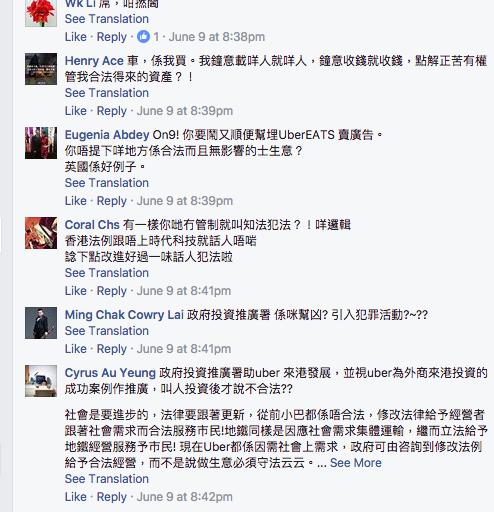 Wk Li 屌，咁撚閪
See Translation
Like · Reply · 1 · June 9 at 8:38pm
Henry Ace 車，係我買。我鐘意載咩人就咩人，鐘意收錢就收錢，點解正苦有權
管我合法得來的資產？！
See Translation
Like · Reply · June 9 at 8:39pm
Eugenia Abdey On9! 你要鬧又順便幫埋UberEATS 賣廣告。
你唔提下咩地方係合法而且無影響的士生意？
英國係好例子。
See Translation
Like · Reply · June 9 at 8:39pm
Coral Chs 有一樣你哋冇管制就叫知法犯法？！咩邏輯
香港法例跟唔上時代科技就話人唔啱
諗下點改進好過一味話人犯法啦
See Translation
Like · Reply · June 9 at 8:41pm
Ming Chak Cowry Lai 政府投資推廣署 係咪幫凶? 引入犯罪活動?~??
See Translation
Like · Reply · June 9 at 8:41pm
Cyrus Au Yeung 政府投資推廣署助uber 來港發展，並視uber為外商來港投資的
成功案例作推廣，叫人投資後才說不合法??
社會是要進步的，法律要跟著更新，從前小巴都係唔合法，修改法律給予經營者
跟著社會需求而合法服務市民!地鐵同樣是因應社會需求集體運輸，繼而立法給予
地鐵經營服務予市民! 現在Uber都係因需社會上需求，政府可由咨詢到修改法例
給予合法經營，而不是說做生意必須守法云云。... See More
See Translation
Like · Reply · June 9 at 8:42pm